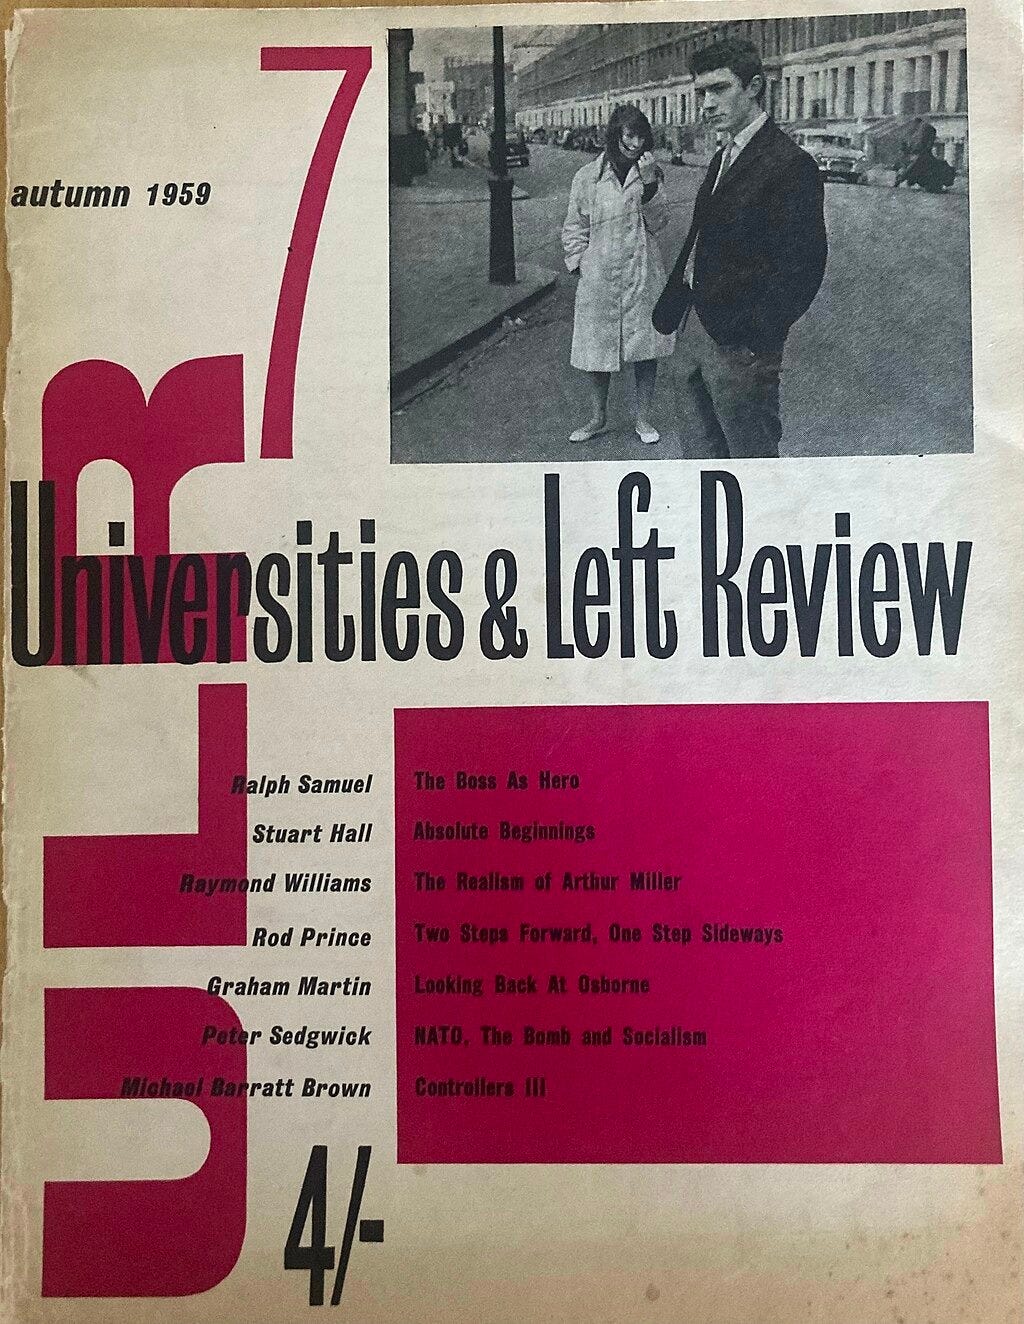 7
autumn 1959
ULR
Universities & Left Review
Ralph Samuel The Boss As Hero
Stuart Hall Absolute Beginnings
Raymond Williams The Realism of Arthur Miller
Rod Prince Two Steps Forward, One Step Sideways
Graham Martin Looking Back At Osborne
Peter Sedgwick NATO, The Bomb and Socialism
Michael Barratt Brown Controllers III
4/-